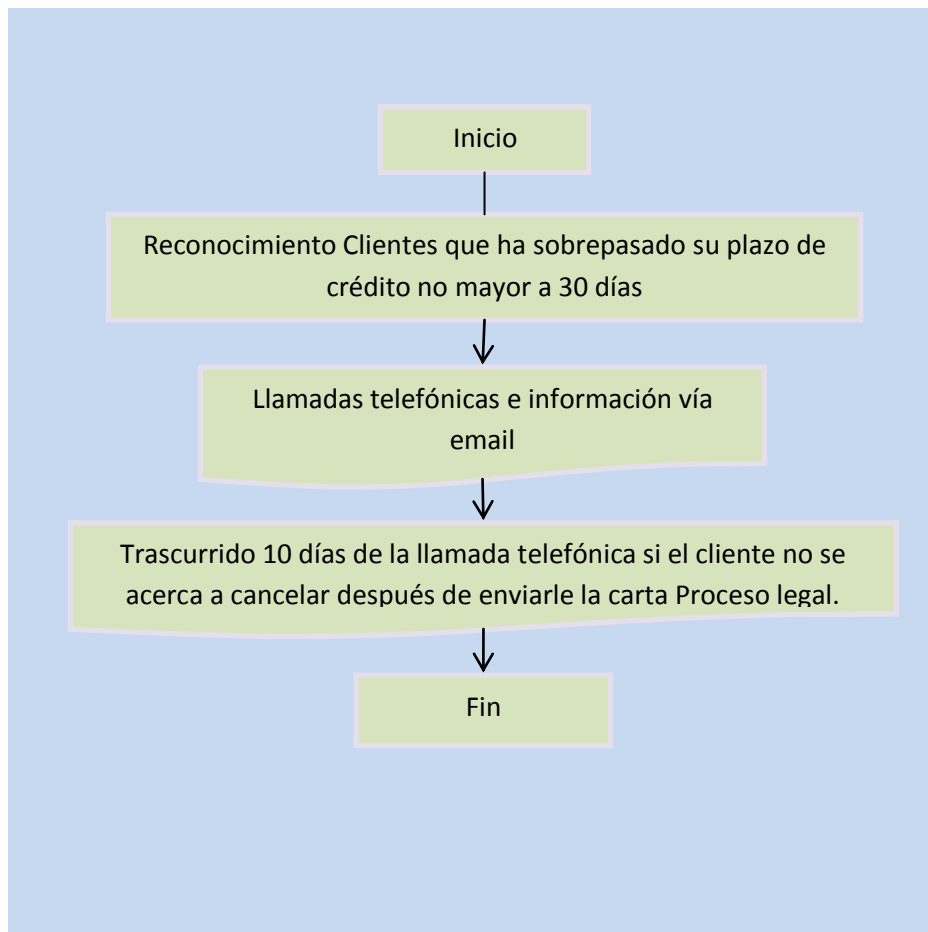 Inicio
Reconocimiento Clientes que ha sobrepasado su plazo de
crédito no mayor a 30 días
Llamadas telefónicas e información vía
email
Trascurrido 10 días de la llamada telefónica si el cliente no se
acerca a cancelar después de enviarle la carta Proceso legal.
Fin